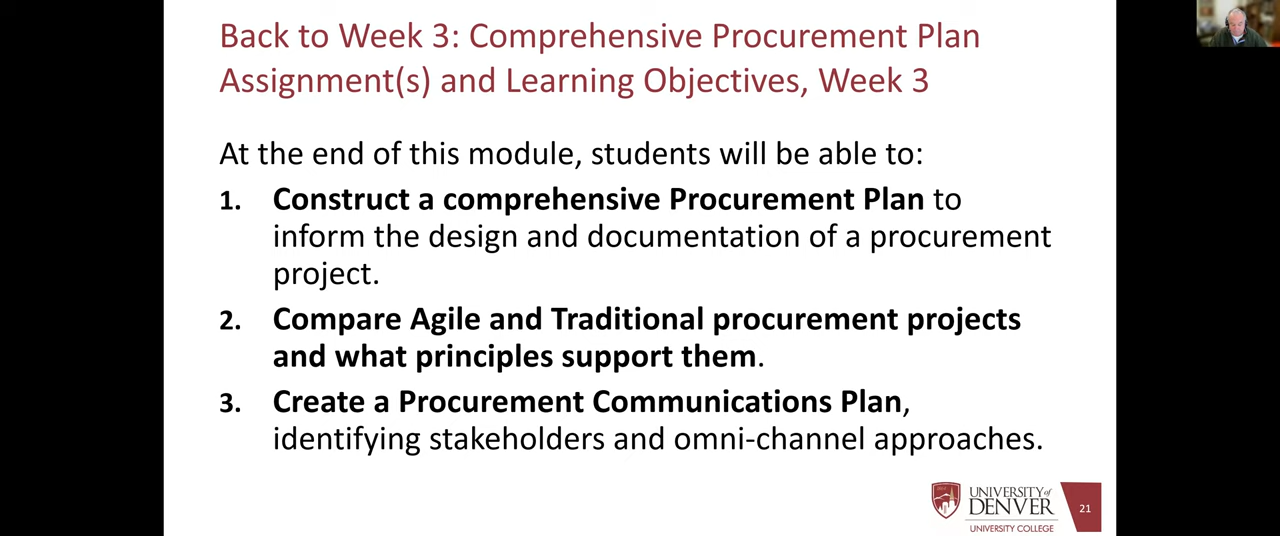 Back to Week 3: Comprehensive Procurement Plan
Assignment(s) and Learning Objectives, Week 3
At the end of this module, students will be able to:
1. Construct a comprehensive Procurement Plan to
inform the design and documentation of a procurement
project.
2. Compare Agile and Traditional procurement projects
and what principles support them.
3. Create a Procurement Communications Plan,
identifying stakeholders and omni-channel approaches.
UNIVERSITY of
DENVER
UNIVERSITY COLLEGE
21